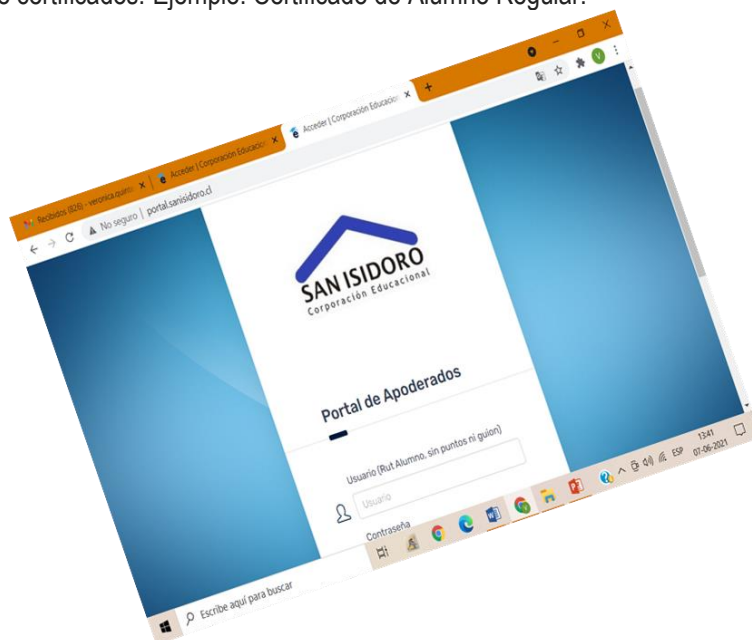 certificados. Ejemplo: Certificado de Alumno Regular.
Recibidos (826) - veronica.quint
Acceder | Corporación Educacion
Acceder | Corporación Educacion
No seguro | portal.sanisidoro.cl
SAN ISIDORO
Corporación Educacional
Portal de Apoderados
Usuario (Rut Alumno, sin puntos ni guion)
Usuario
Contraseña
Escribe aquí para buscar
ESP
13:41
07-06-2021